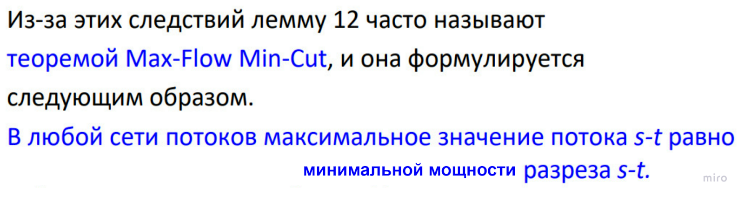 Из-за этих следствий лемму 12 часто называют
теоремой Max-Flow Min-Cut, и она формулируется
следующим образом.
В любой сети потоков максимальное значение потока s-t равно
минимальной мощности разреза s-t.
miro